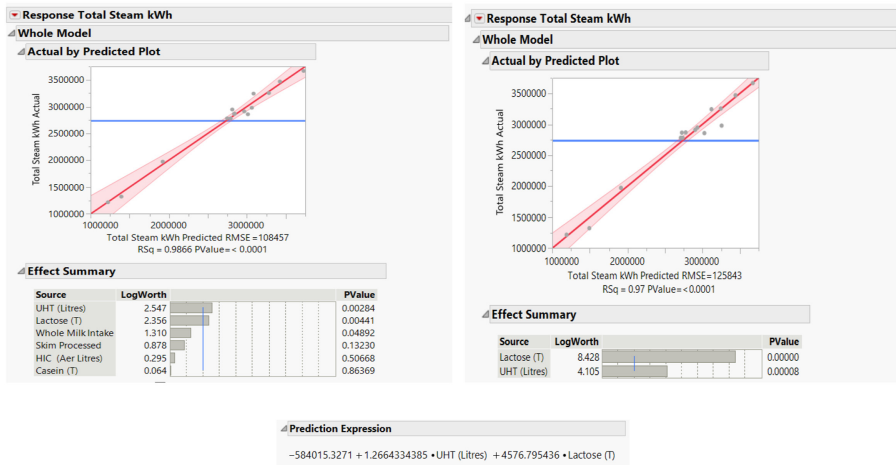 Response Total Steam kWh
Whole Model
Actual by Predicted Plot
Total Steam kWh Actual
3500000
3000000
2500000
2000000
1500000
1000000
1000000 2000000 3000000
Total Steam kWh Predicted RMSE=108457
RSq = 0.9866 PValue=< 0.0001
Effect Summary
Source LogWorth PValue
UHT (Litres) 2.547 0.00284
Lactose (T) 2.356 0.00441
Whole Milk Intake 1.310 0.04892
Skim Processed 0.878 0.13230
HIC (Aer Litres) 0.295 0.50668
Casein (T) 0.064 0.86369
Response Total Steam kWh
Whole Model
Actual by Predicted Plot
Total Steam kWh Actual
3500000
3000000
2500000
2000000
1500000
1000000
1000000 2000000 3000000
Total Steam kWh Predicted RMSE=125843
RSq = 0.97 PValue=<0.0001
Effect Summary
Source LogWorth PValue
Lactose (T) 8.428 0.00000
UHT (Litres) 4.105 0.00008
Prediction Expression
−584015.3271 + 1.2664334385 • UHT (Litres) + 4576.795436 • Lactose (T)